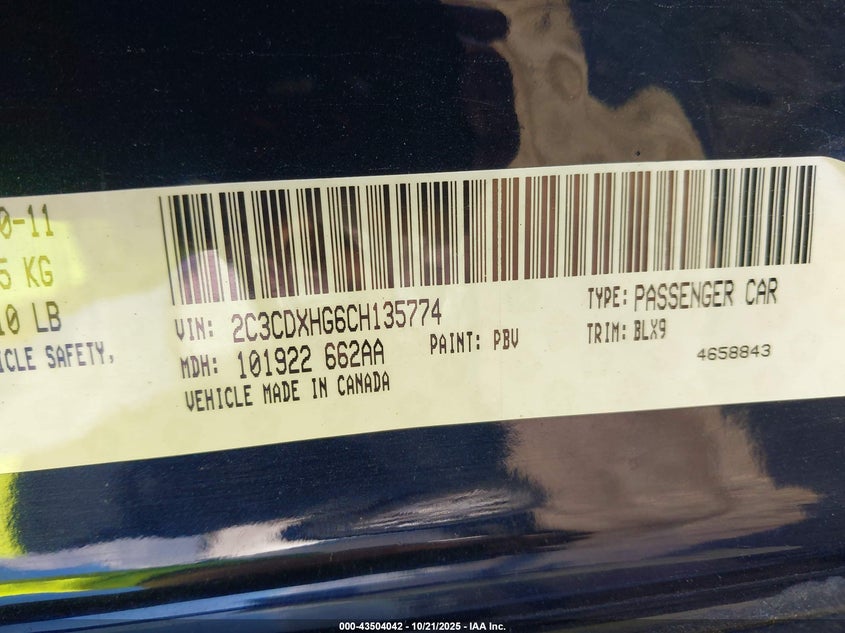 0-11
5 KG
10 LB
ICLE SAFETY,
VIN: 2C3CDXHG6CH135774
TYPE: PASSENGER CAR
MDH: 101922 662AA
PAINT: PBV
TRIM: BLX9
VEHICLE MADE IN CANADA
4658843
000-43504042 - 10/21/2025 - IAA Inc.